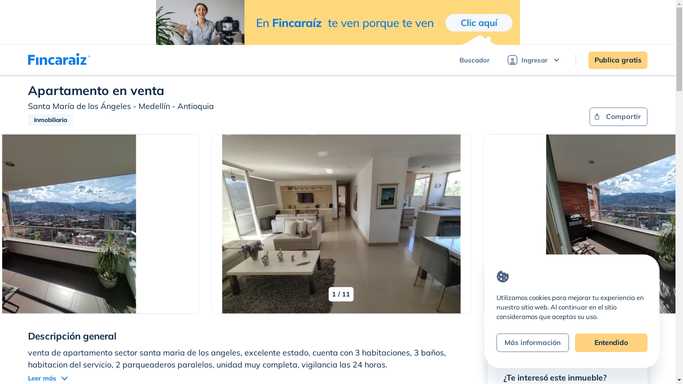 En Fincaraíz te ven porque te ven
Clic aquí
Fincaraíz
Buscador
Ingresar
Publica gratis
Apartamento en venta
Santa María de los Ángeles - Medellín - Antioquia
Inmobiliaria
Compartir
1 / 11
Utilizamos cookies para mejorar tu experiencia en
nuestro sitio web. Al continuar en el sitio
consideramos que aceptas su uso.
Más información
Entendido
Descripción general
venta de apartamento sector santa maria de los angeles, excelente estado, cuenta con 3 habitaciones, 3 baños,
habitacion del servicio, 2 parqueaderos paralelos, unidad muy completa, vigilancia las 24 horas.
Leer más
¿Te interesó este inmueble?